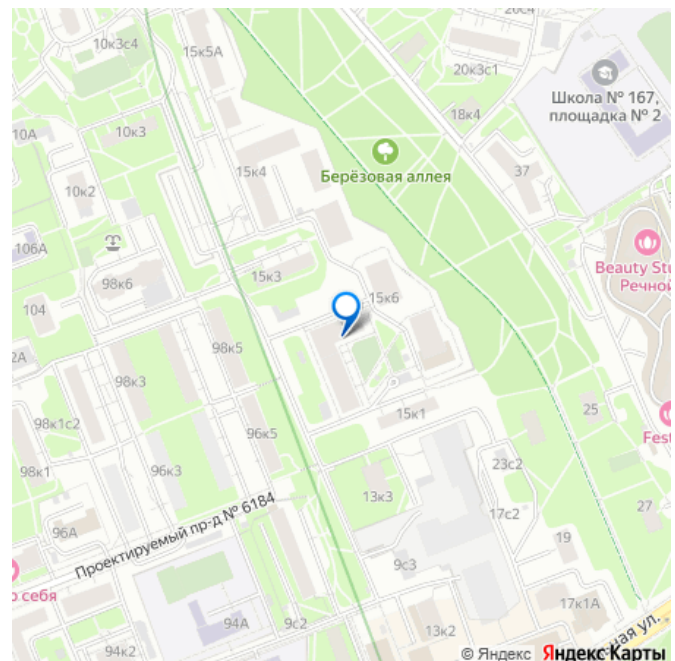 20с4
10к3с4
15к5А
20к3с1
Школа № 167,
площадка № 2
18к4
10А
10к3
Берёзовая аллея
37
15к4
10к2
106А
Beauty Stu
Речной
98к6
15к3
15к6
104
2А
98к5
98к3
25
15к1
98к1с2
96к5
Fest
98к1
96к3
23с2
13к3
27
17с2
96А
Проектируемый пр-д № 6184
19
9с3
о себя
94А
9с2
17к1А
13к2
ная ул.
94к2
© Яндекс Яндекс Карты